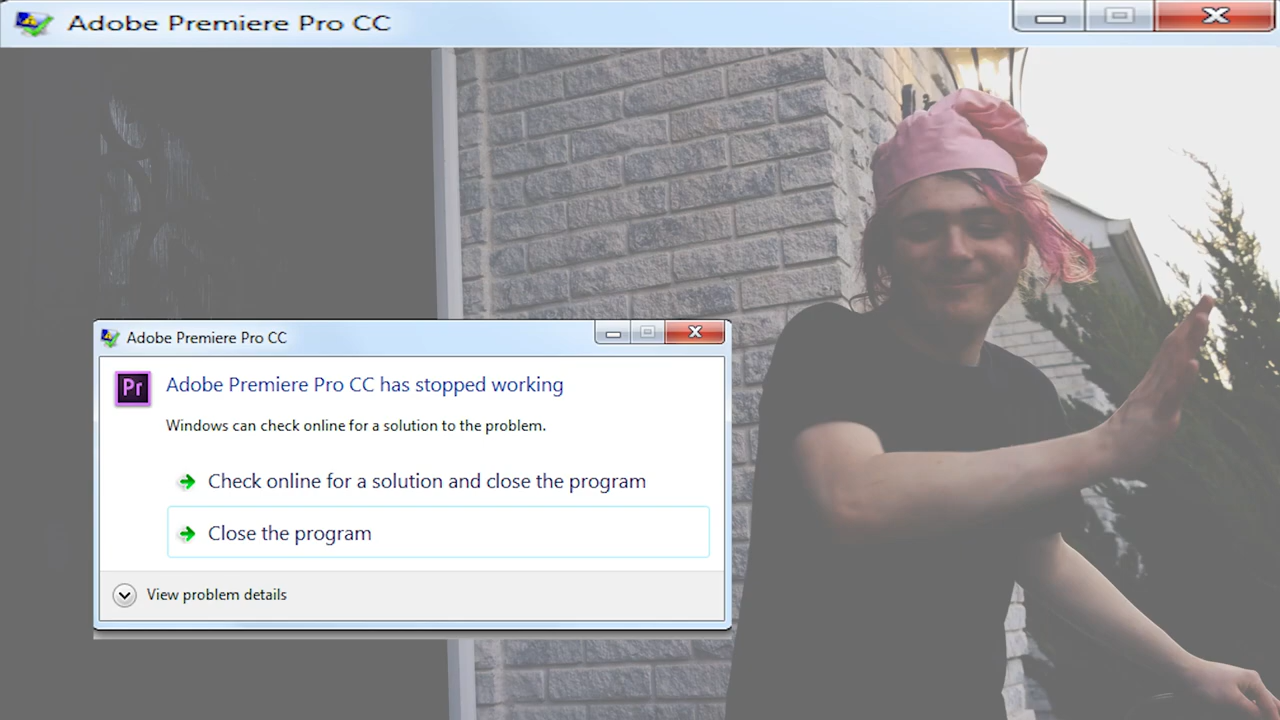 Adobe Premiere Pro CC
Adobe Premiere Pro CC
Pr
Adobe Premiere Pro CC has stopped working
Windows can check online for a solution to the problem.
Check online for a solution and close the program
Close the program
View problem details